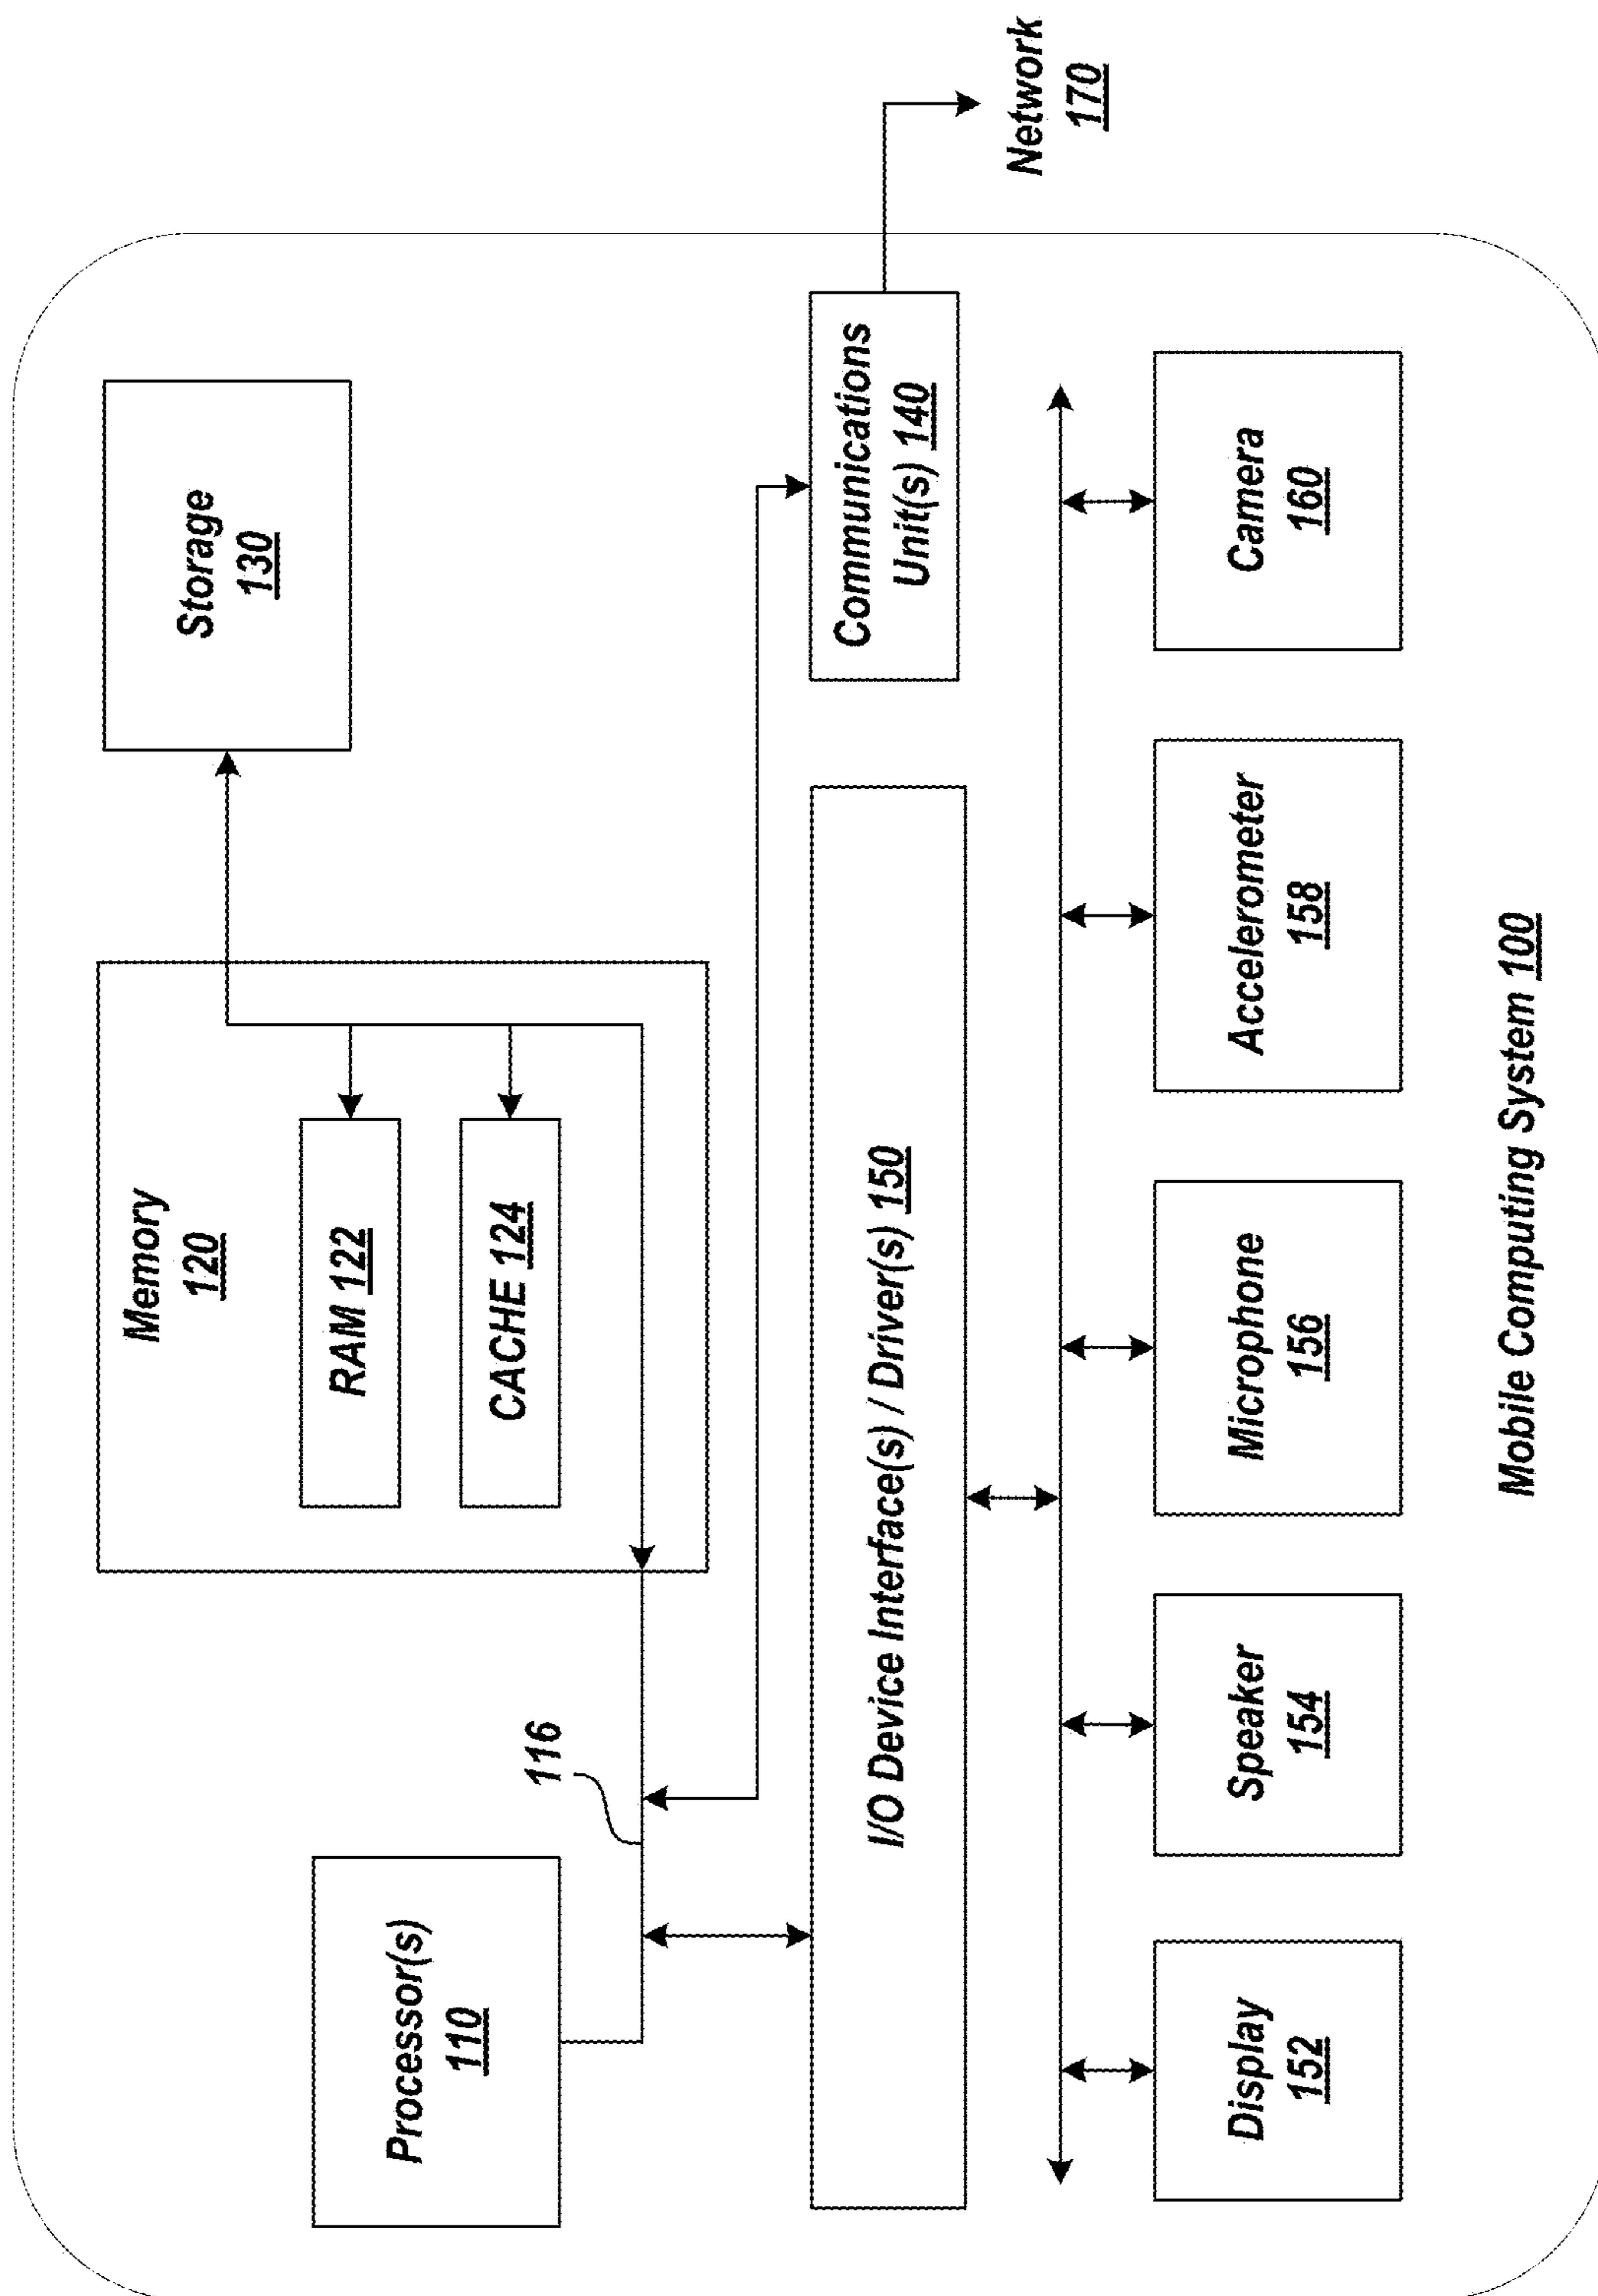 Processor(s)
110
116
Memory
120
RAM 122
CACHE 124
Storage
130
I/O Device Interface(s) / Driver(s) 150
Communications
Unit(s) 140
Network
170
Display
152
Speaker
154
Microphone
156
Accelerometer
158
Camera
160
Mobile Computing System 100